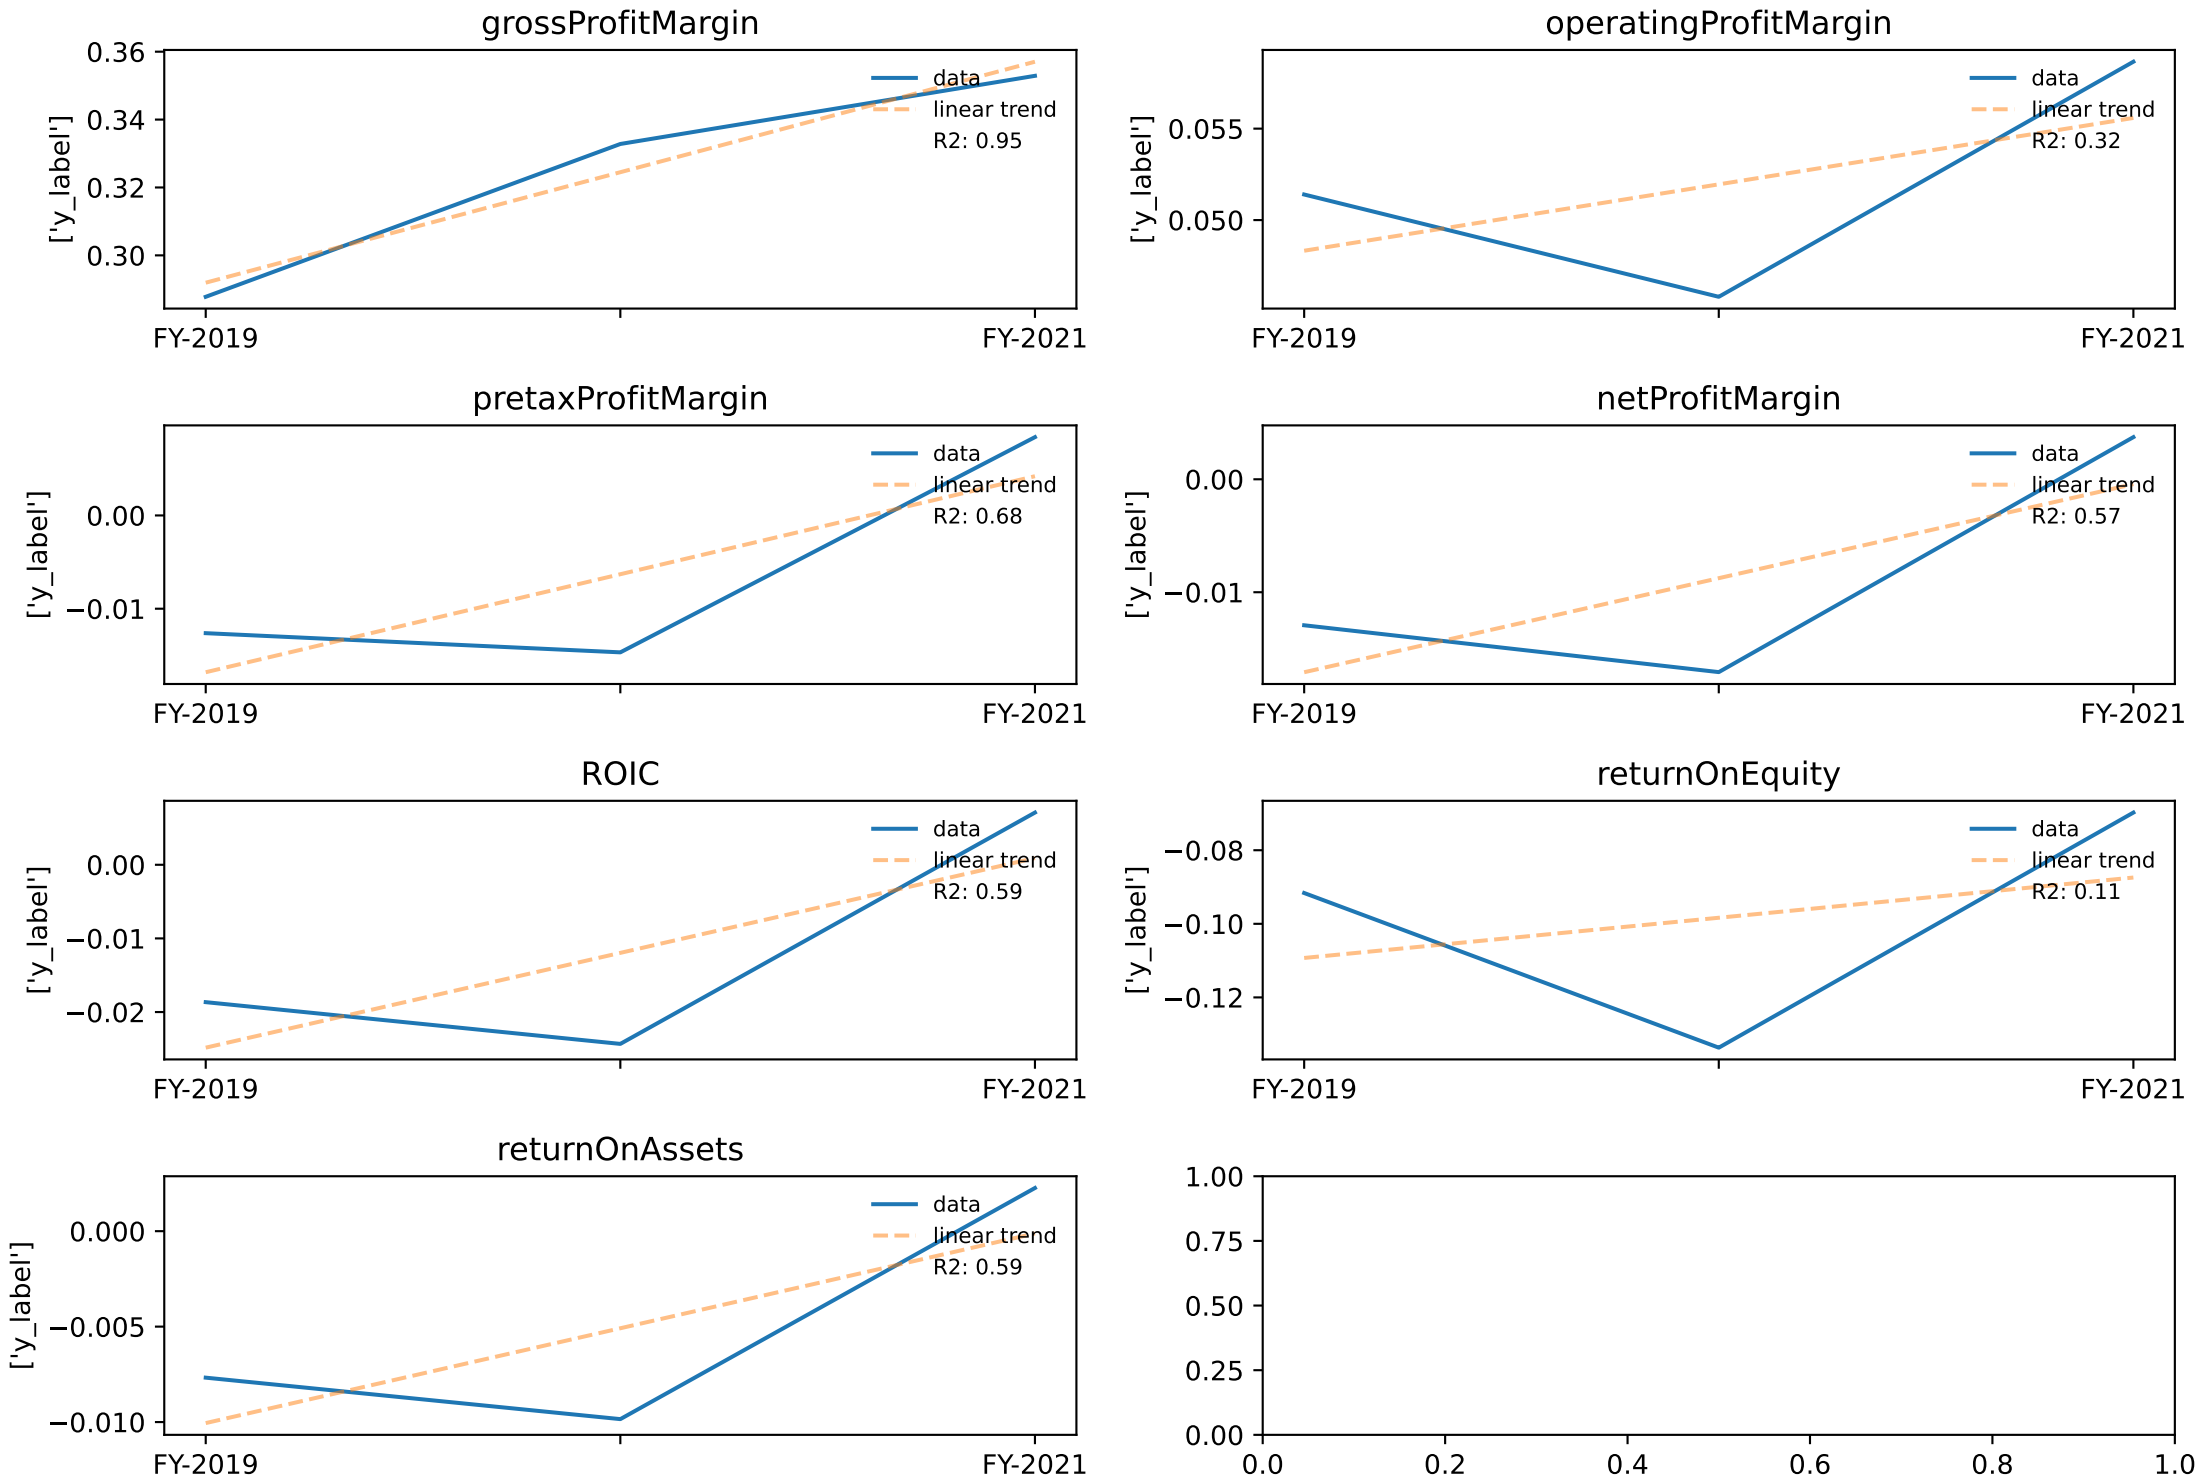 grossProfitMargin
['y_label']
0.36
0.34
0.32
0.30
FY-2019
FY-2021
data
linear trend
R2: 0.95
operatingProfitMargin
['y_label']
0.055
0.050
FY-2019
FY-2021
data
linear trend
R2: 0.32
pretaxProfitMargin
['y_label']
0.00
−0.01
FY-2019
FY-2021
data
linear trend
R2: 0.68
netProfitMargin
['y_label']
0.00
−0.01
FY-2019
FY-2021
data
linear trend
R2: 0.57
ROIC
['y_label']
0.00
−0.01
−0.02
FY-2019
FY-2021
data
linear trend
R2: 0.59
returnOnEquity
['y_label']
−0.08
−0.10
−0.12
FY-2019
FY-2021
data
linear trend
R2: 0.11
returnOnAssets
['y_label']
0.000
−0.005
−0.010
FY-2019
FY-2021
data
linear trend
R2: 0.59
1.00
0.75
0.50
0.25
0.00
0.0 0.2 0.4 0.6 0.8 1.0